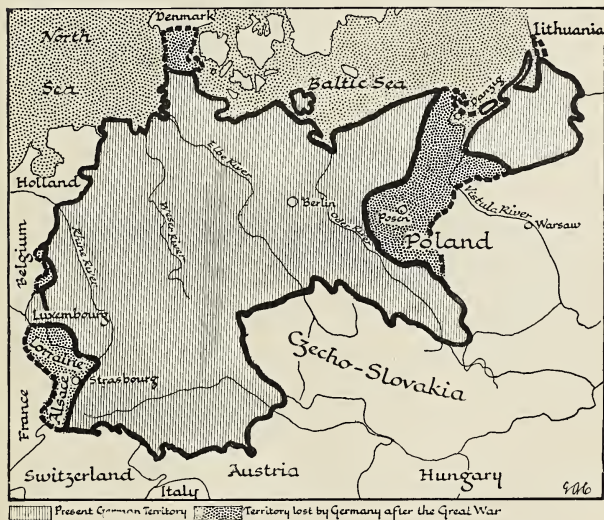 Denmark
Lithuania
North
Sea
Baltic Sea
Danzig
Elbe River
Holland
Weser River
Berlin
Oder River
Posen
Vistula River
Warsaw
Poland
Belgium
Rhine River
Luxembourg
Lorraine
Czecho-Slovakia
Strasbourg
Alsace
France
Switzerland
Austria
Hungary
Italy
Present German Territory
Territory lost by Germany after the Great War